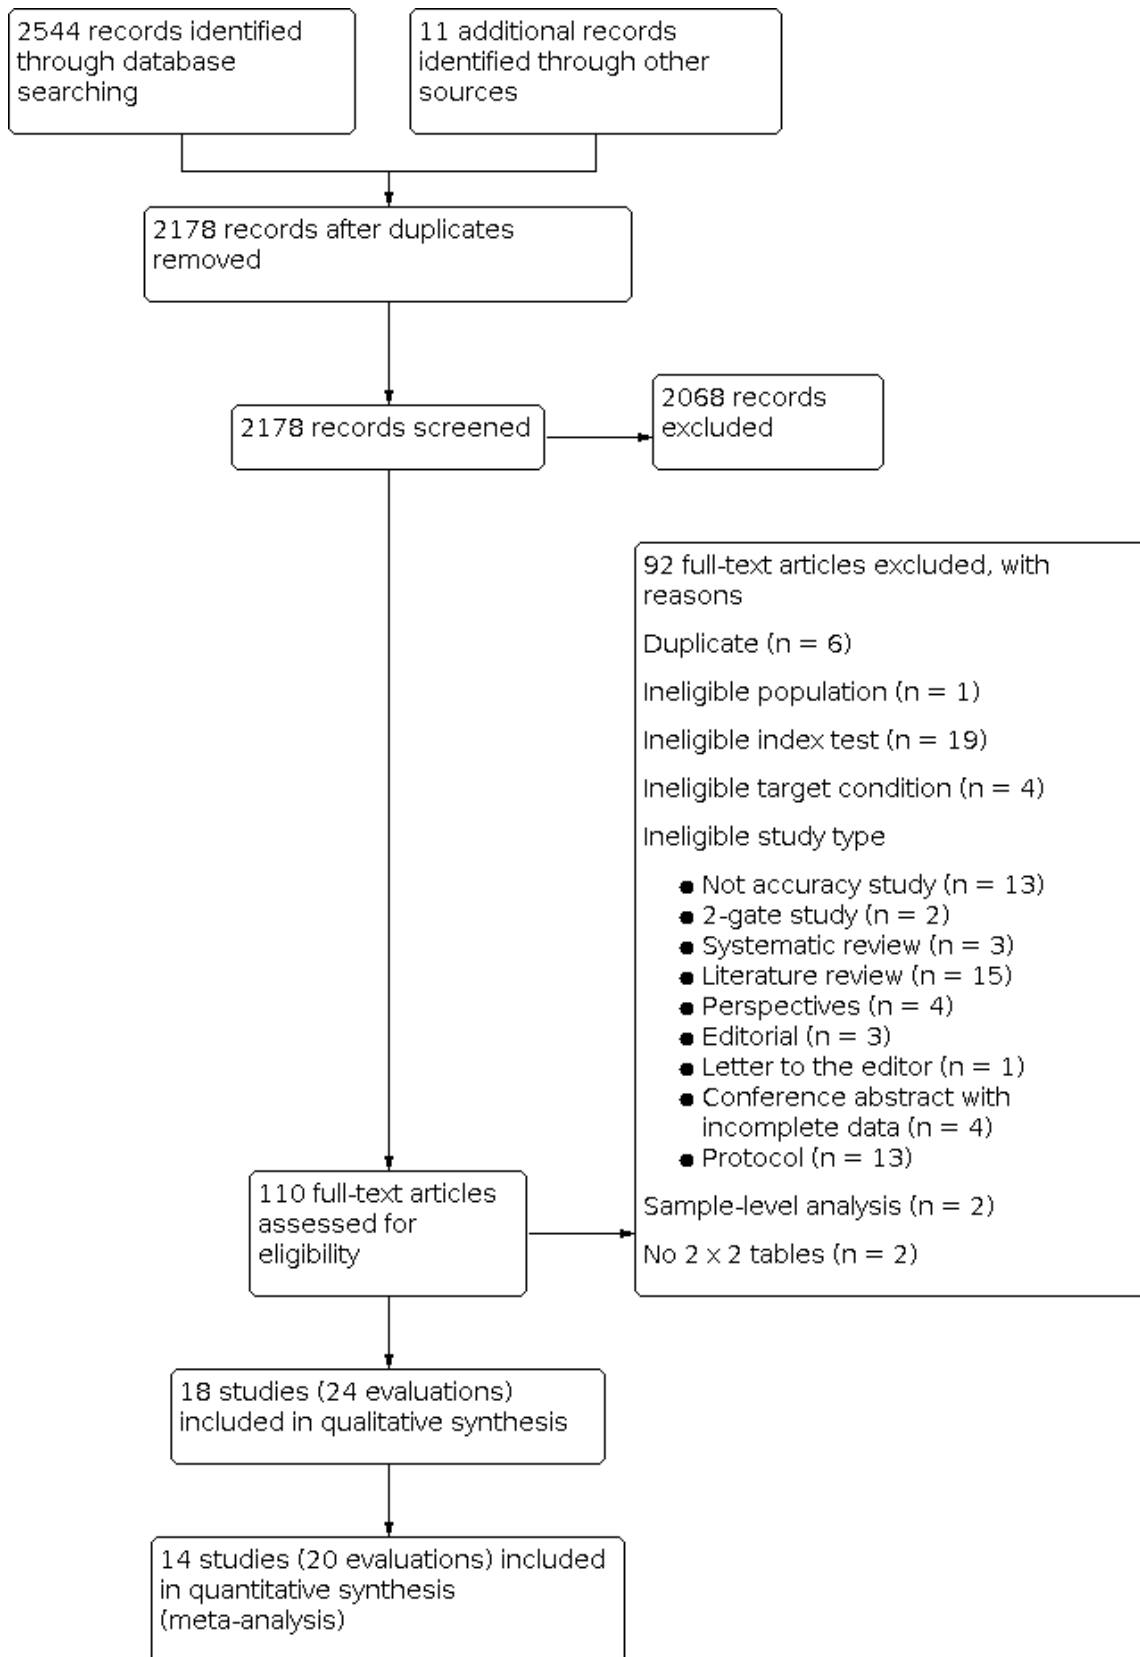 2544 records identified
through database
searching
11 additional records
identified through other
sources
2178 records after duplicates
removed
2178 records screened
2068 records
excluded
92 full-text articles excluded, with
reasons
Duplicate (n = 6)
Ineligible population (n = 1)
Ineligible index test (n = 19)
Ineligible target condition (n = 4)
Ineligible study type
● Not accuracy study (n = 13)
● 2-gate study (n = 2)
● Systematic review (n = 3)
● Literature review (n = 15)
● Perspectives (n = 4)
● Editorial (n = 3)
● Letter to the editor (n = 1)
● Conference abstract with
incomplete data (n = 4)
● Protocol (n = 13)
Sample-level analysis (n = 2)
No 2 x 2 tables (n = 2)
110 full-text articles
assessed for
eligibility
18 studies (24 evaluations)
included in qualitative synthesis
14 studies (20 evaluations) included
in quantitative synthesis
(meta-analysis)